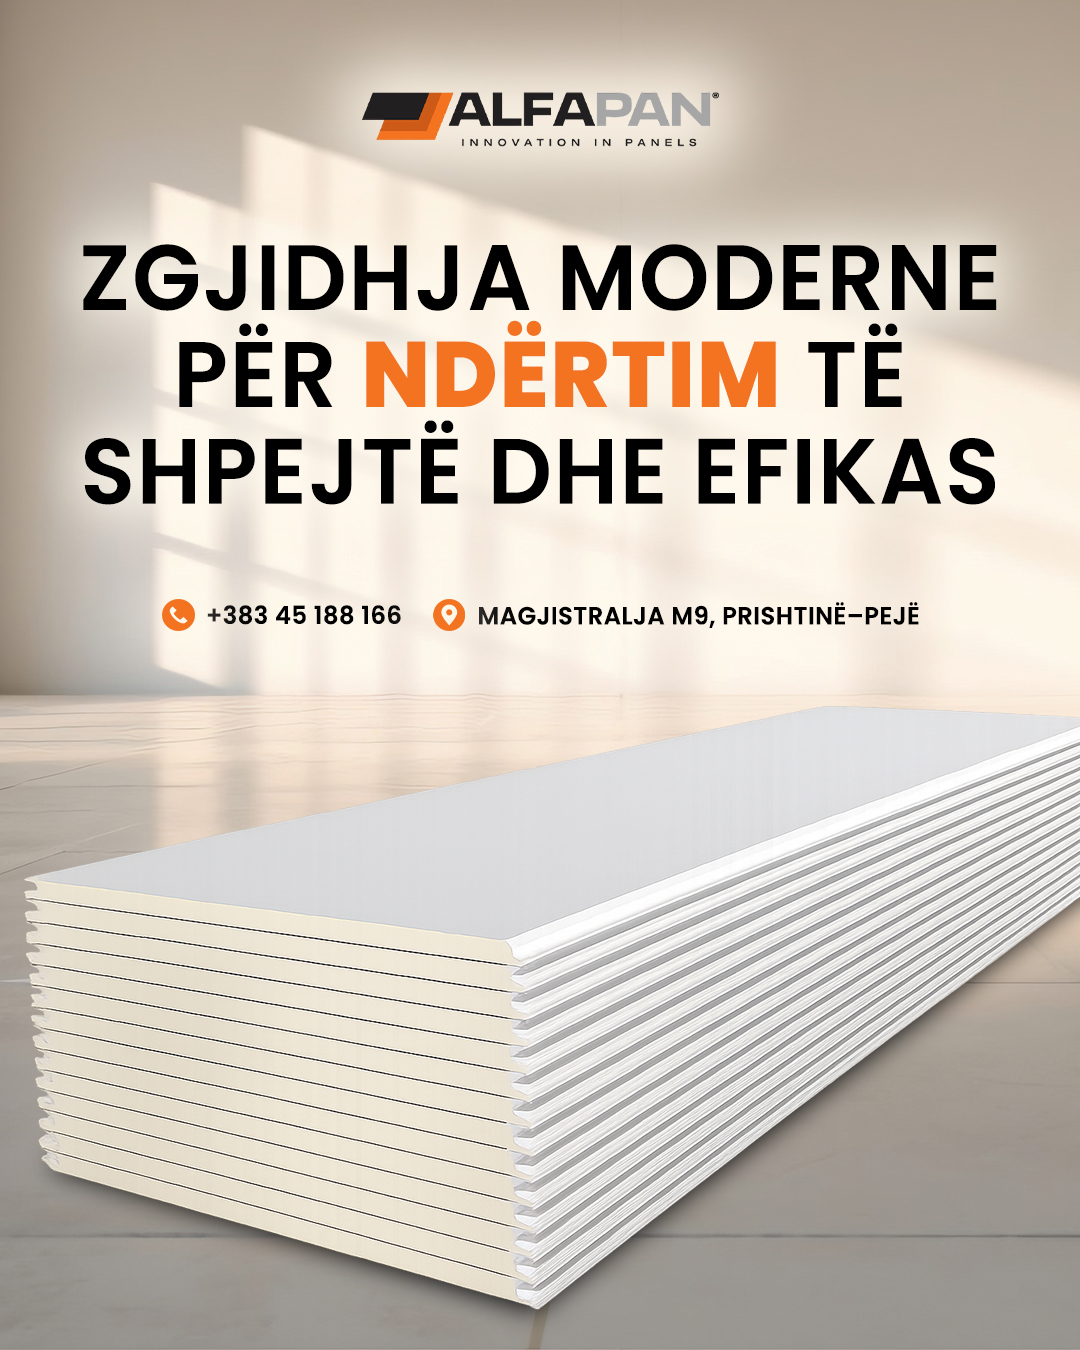 ALFAPAN®
INNOVATION IN PANELS
ZGJIDHJA MODERNE
PËR NDËRTIM TË
SHPEJTË DHE EFIKAS
+383 45 188 166
MAGJISTRALJA M9, PRISHTINË–PEJË